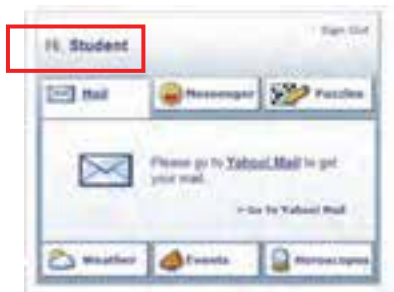 Hi, Student
Sign Out
Mail
Messenger
Puzzles
Please go to Yahoo! Mail to get
your mail.
Go to Yahoo! Mail
Weather
Events
Horoscopes